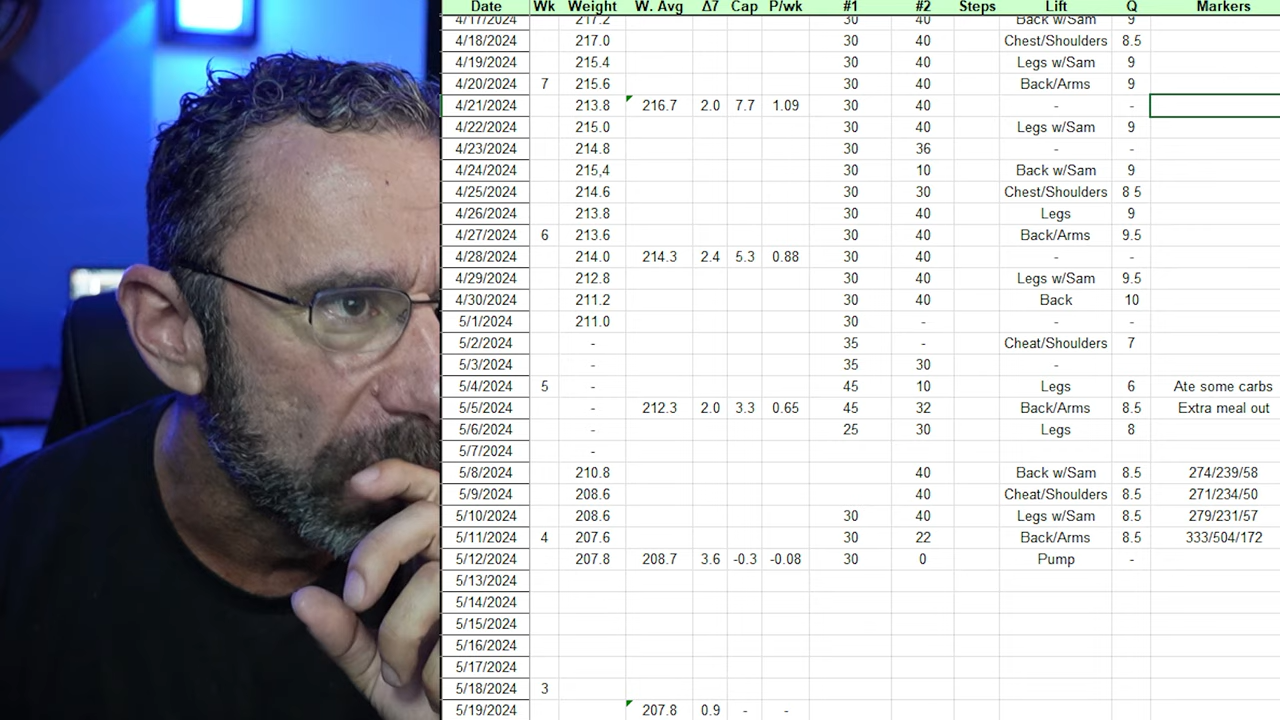 Date Wk Weight W. Avg Δ7 Cap P/wk #1 #2 Steps Lift Q Markers
4/17/2024 217.2 30 40 Back w/Sam 9
4/18/2024 217.0 30 40 Chest/Shoulders 8.5
4/19/2024 215.4 30 40 Legs w/Sam 9
4/20/2024 7 215.6 30 40 Back/Arms 9
4/21/2024 213.8 216.7 2.0 7.7 1.09 30 40 - -
4/22/2024 215.0 30 40 Legs w/Sam 9
4/23/2024 214.8 30 36 - -
4/24/2024 215,4 30 10 Back w/Sam 9
4/25/2024 214.6 30 30 Chest/Shoulders 8 5
4/26/2024 213.8 30 40 Legs 9
4/27/2024 6 213.6 30 40 Back/Arms 9.5
4/28/2024 214.0 214.3 2.4 5.3 0.88 30 40 - -
4/29/2024 212.8 30 40 Legs w/Sam 9.5
4/30/2024 211.2 30 40 Back 10
5/1/2024 211.0 30 - - -
5/2/2024 - 35 - Cheat/Shoulders 7
5/3/2024 - 35 30 -
5/4/2024 5 - 45 10 Legs 6 Ate some carbs
5/5/2024 - 212.3 2.0 3.3 0.65 45 32 Back/Arms 8.5 Extra meal out
5/6/2024 - 25 30 Legs 8
5/7/2024 -
5/8/2024 210.8 40 Back w/Sam 8.5 274/239/58
5/9/2024 208.6 40 Cheat/Shoulders 8.5 271/234/50
5/10/2024 208.6 30 40 Legs w/Sam 8.5 279/231/57
5/11/2024 4 207.6 30 22 Back/Arms 8.5 333/504/172
5/12/2024 207.8 208.7 3.6 -0.3 -0.08 30 0 Pump -
5/13/2024
5/14/2024
5/15/2024
5/16/2024
5/17/2024
5/18/2024 3
5/19/2024 207.8 0.9 - -